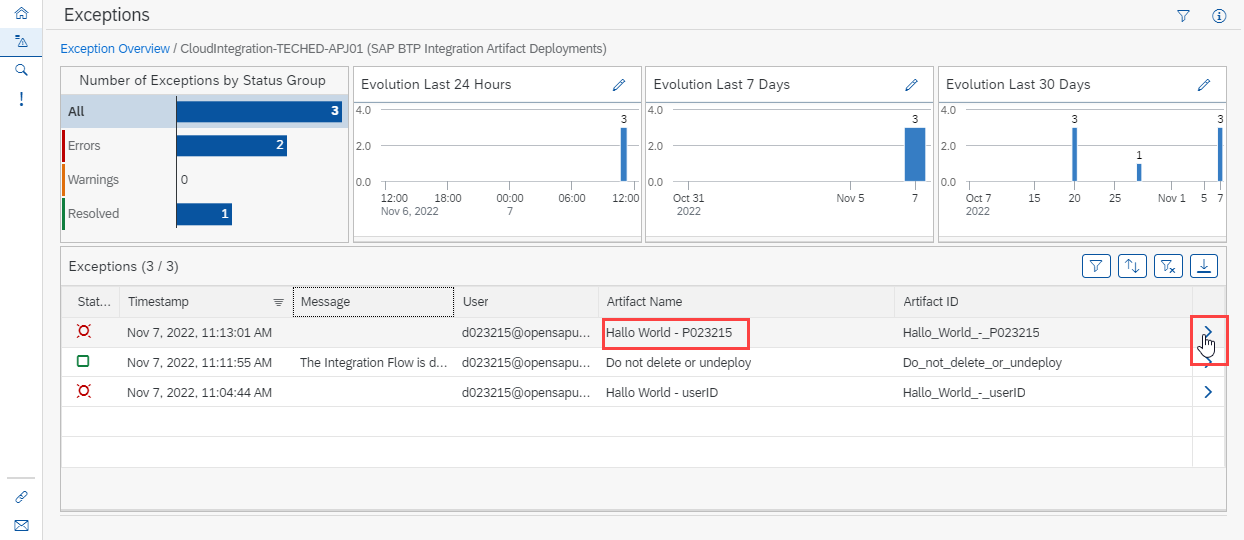 Exceptions
Exception Overview / CloudIntegration-TECHED-APJ01 (SAP BTP Integration Artifact Deployments)
Number of Exceptions by Status Group
All 3
Errors 2
Warnings 0
Resolved 1
Evolution Last 24 Hours
4.0
3
2.0
0.0
12:00 18:00 00:00 06:00 12:00
Nov 6, 2022 7
Evolution Last 7 Days
4.0
3
2.0
0.0
Oct 31 Nov 5 7
2022
Evolution Last 30 Days
4.0
3 3
2.0
1
0.0
Oct 7 15 20 25 Nov 1 5 7
2022
Exceptions (3 / 3)
Stat... Timestamp Message User Artifact Name Artifact ID
Nov 7, 2022, 11:13:01 AM d023215@opensapu... Hallo World - P023215 Hallo_World_-_P023215
Nov 7, 2022, 11:11:55 AM The Integration Flow is d... d023215@opensapu... Do not delete or undeploy Do_not_delete_or_undeploy
Nov 7, 2022, 11:04:44 AM d023215@opensapu... Hallo World - userID Hallo_World_-_userID